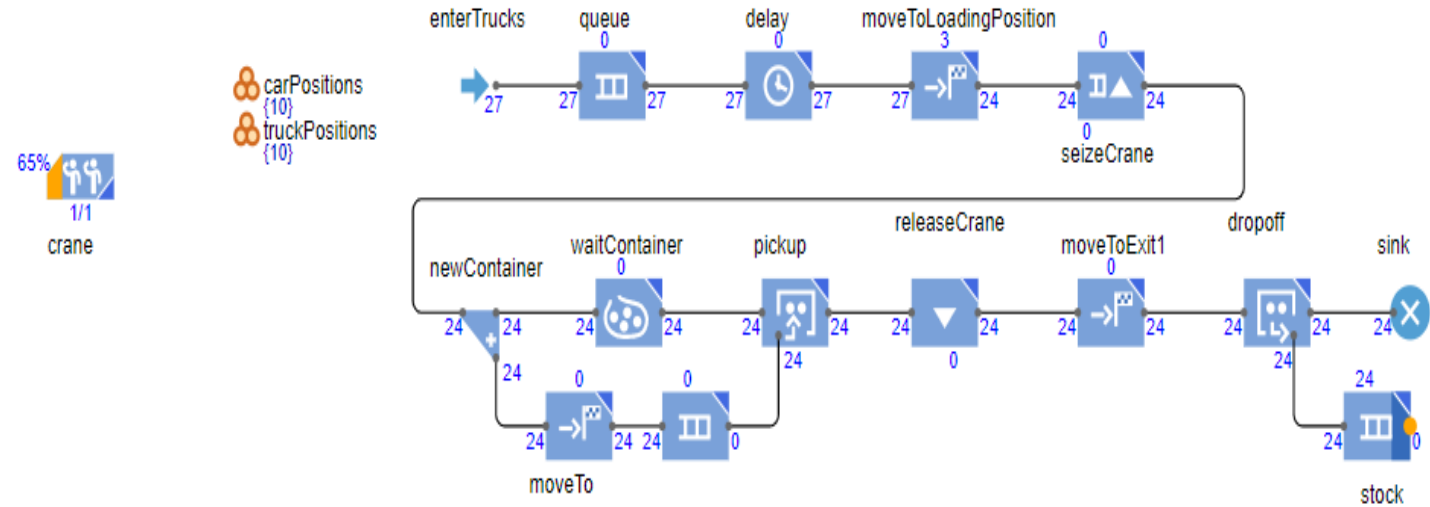 enterTrucks queue delay moveToLoadingPosition
0 0 3 0
carPositions
{10}
27 27 27 27 27 27 24 24 24
truckPositions
{10}
0
seizeCrane
65%
1/1
crane
releaseCrane dropoff
waitContainer pickup moveToExit1 sink
newContainer 0 0
24 24 24 24 24 24 24 24 24 24 24 24 24
24 24 0 24
24 0 0 24
24 24 24 0 24 0
moveTo
stock